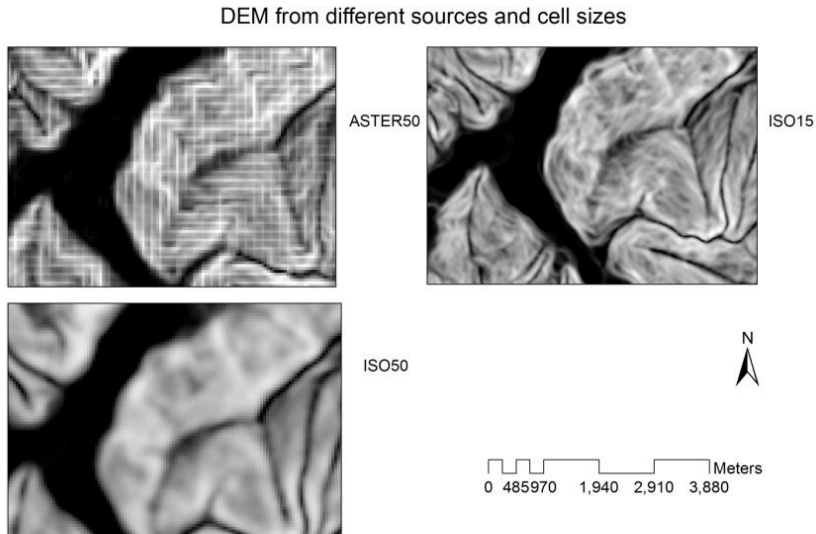 DEM from different sources and cell sizes
ASTER50
ISO15
ISO50
N
Meters
0 485970 1,940 2,910 3,880